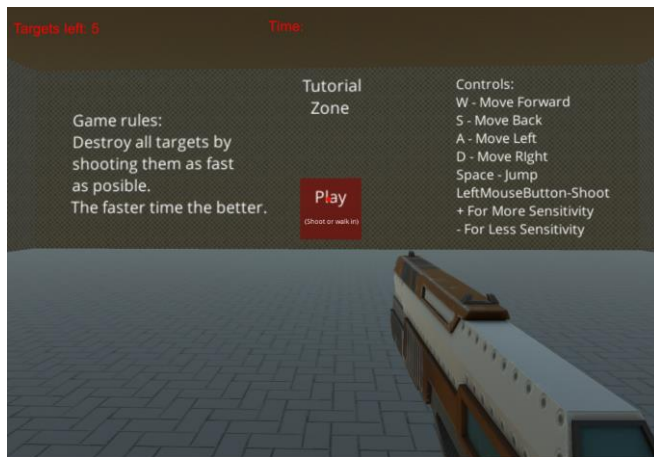 Targets left: 5
Time:
Tutorial
Zone
Game rules:
Destroy all targets by
shooting them as fast
as posible.
The faster time the better.
Play
(Shoot or walk in)
Controls:
W - Move Forward
S - Move Back
A - Move Left
D - Move RIght
Space - Jump
LeftMouseButton-Shoot
+ For More Sensitivity
- For Less Sensitivity